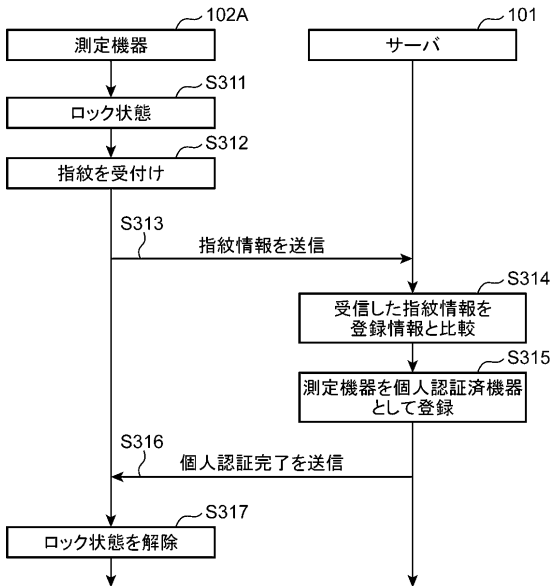 102A
101
測定機器
サーバ
S311
ロック状態
S312
指紋を受付け
S313
指紋情報を送信
S314
受信した指紋情報を
登録情報と比較
S315
測定機器を個人認証済機器
として登録
S316
個人認証完了を送信
S317
ロック状態を解除